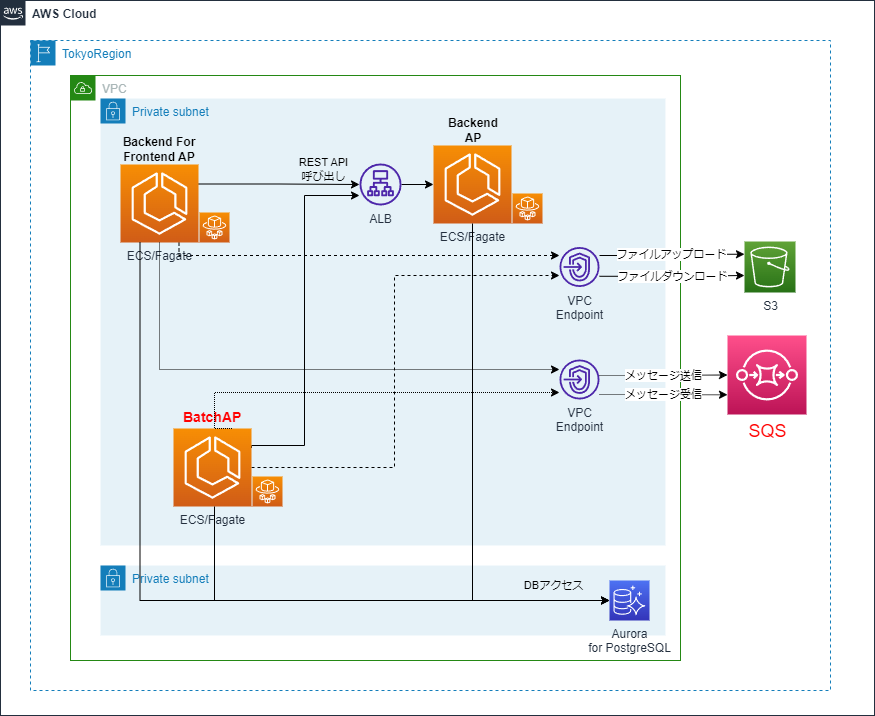 aws
AWS Cloud
TokyoRegion
VPC
Private subnet
Backend
AP
Backend For
Frontend AP
REST API
呼び出し
ALB
ECS/Fagate
ECS/Fagate
ファイルアップロード
ファイルダウンロード
S3
VPC
Endpoint
メッセージ送信
メッセージ受信
VPC
Endpoint
SQS
BatchAP
ECS/Fagate
Private subnet
DBアクセス
Aurora
for PostgreSQL